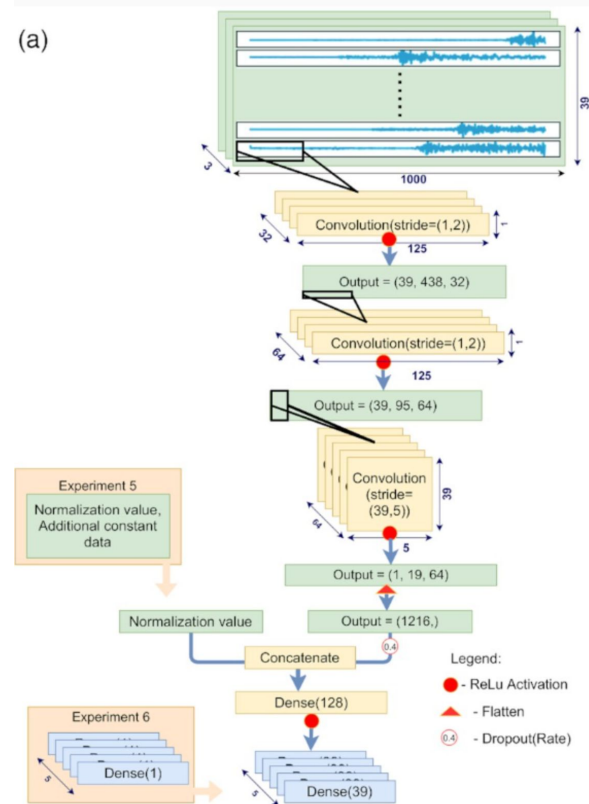 (a)
39
3
1000
Convolution(stride=(1,2))
1
32
125
Output = (39, 438, 32)
Convolution(stride=(1,2))
1
64
125
Output = (39, 95, 64)
Convolution
(stride=
(39,5))
39
64
5
Experiment 5
Normalization value,
Additional constant
data
Output = (1, 19, 64)
Normalization value
Output = (1216,)
0.4
Concatenate
Dense(128)
Legend:
- ReLu Activation
- Flatten
0.4 - Dropout(Rate)
Experiment 6
Dense(1)
5
Dense(39)
5